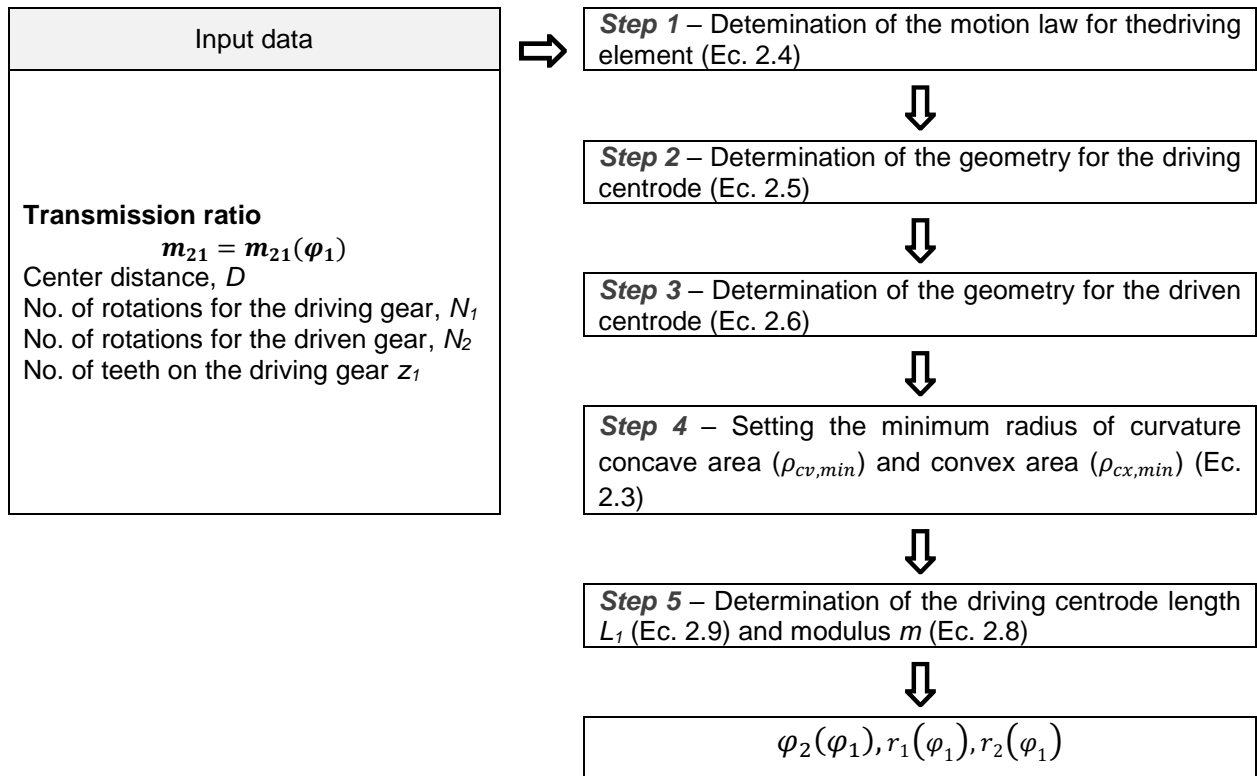 Input data
Transmission ratio
m₂₁ = m₂₁(φ₁)
Center distance, D
No. of rotations for the driving gear, N₁
No. of rotations for the driven gear, N₂
No. of teeth on the driving gear z₁
Step 1 – Detemination of the motion law for thedriving
element (Ec. 2.4)
Step 2 – Determination of the geometry for the driving
centrode (Ec. 2.5)
Step 3 – Determination of the geometry for the driven
centrode (Ec. 2.6)
Step 4 – Setting the minimum radius of curvature
concave area (ρcv,min) and convex area (ρcx,min) (Ec.
2.3)
Step 5 – Determination of the driving centrode length
L₁ (Ec. 2.9) and modulus m (Ec. 2.8)
φ₂(φ₁), r₁(φ₁), r₂(φ₁)